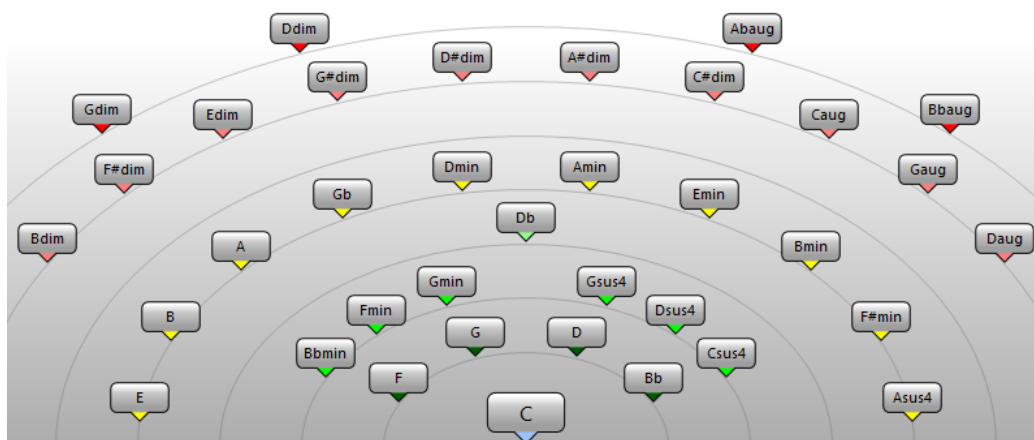 Ddim
Abaug
D#dim
A#dim
G#dim
C#dim
Gdim
Edim
Caug
Bbaug
F#dim
Dmin
Amin
Gaug
Gb
Emin
Db
Bdim
A
Bmin
Daug
Gmin
Gsus4
B
Fmin
Dsus4
F#min
G
D
Bbmin
Csus4
F
Bb
E
C
Asus4